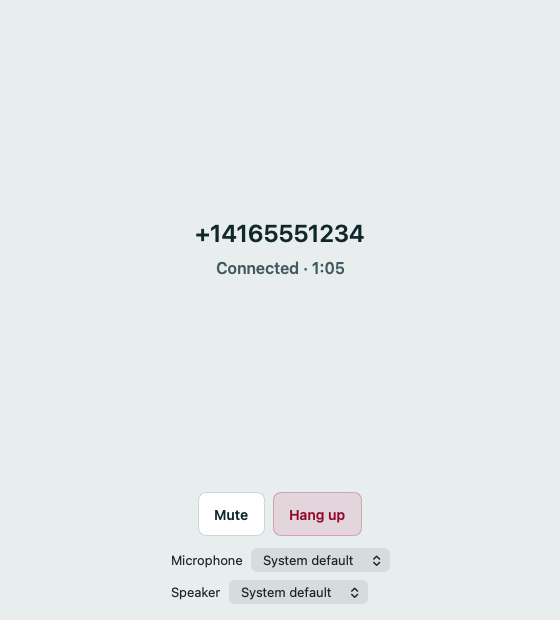 +14165551234
Connected · 1:05
Mute Hang up
Microphone System default
Speaker System default